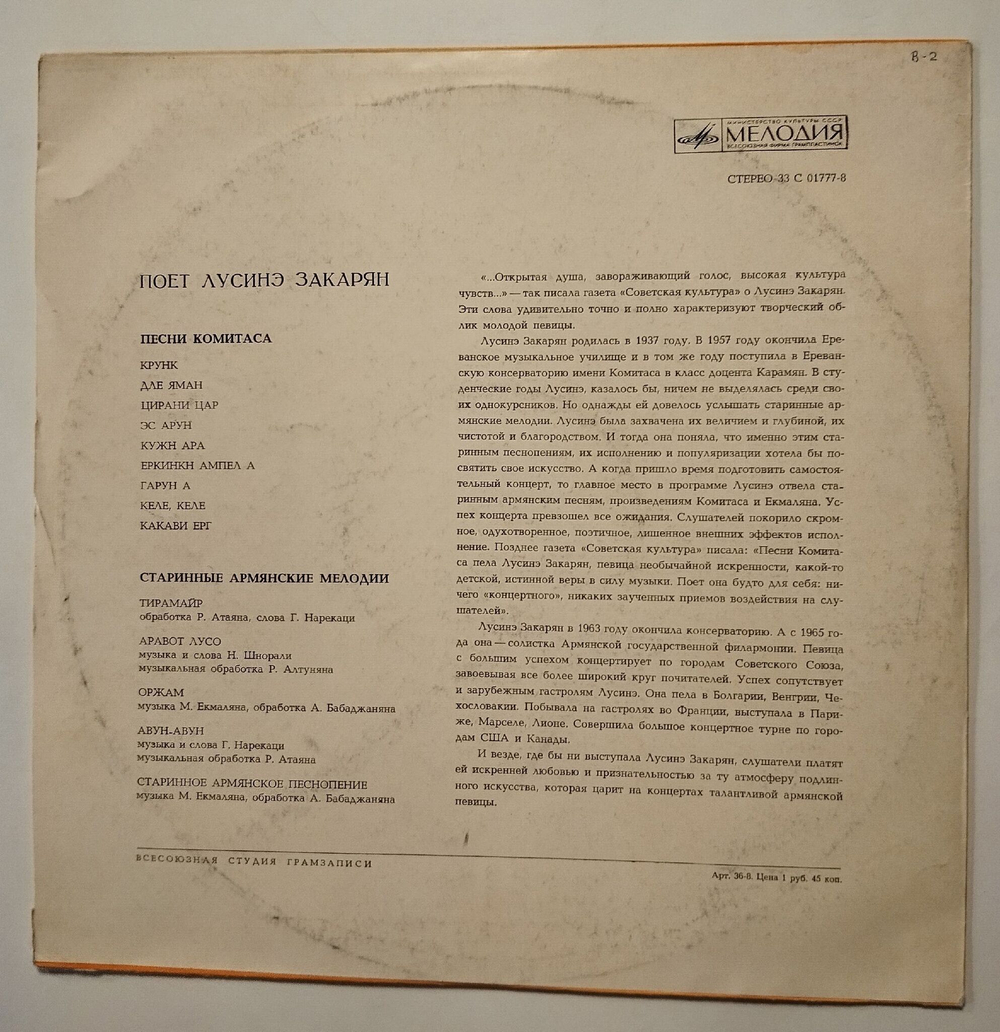 В-2
МИНИСТЕРСТВО КУЛЬТУРЫ СССР
МЕЛОДИЯ
ВСЕСОЮЗНАЯ ФИРМА ГРАМПЛАСТИНОК
СТЕРЕО 33 С 01777-8
ПОЕТ ЛУСИНЭ ЗАКАРЯН
ПЕСНИ КОМИТАСА
КРУНК
ДЛЕ ЯМАН
ЦИРАНИ ЦАР
ЭС АРУН
КУЖН АРА
ЕРКИНКН АМПЕЛ А
ГАРУН А
КЕЛЕ, КЕЛЕ
КАКАВИ ЕРГ
СТАРИННЫЕ АРМЯНСКИЕ МЕЛОДИИ
ТИРАМАЙР
обработка Р. Атаяна, слова Г. Нарекаци
АРАВОТ ЛУСО
музыка и слова Н. Шнорали
музыкальная обработка Р. Алтуняна
ОРЖАМ
музыка М. Екмаляна, обработка А. Бабаджаняна
АВУН-АВУН
музыка и слова Г. Нарекаци
музыкальная обработка Р. Атаяна
СТАРИННОЕ АРМЯНСКОЕ ПЕСНОПЕНИЕ
музыка М. Екмаляна, обработка А. Бабаджаняна
«...Открытая душа, завораживающий голос, высокая культура
чувств...» — так писала газета «Советская культура» о Лусинэ Закарян.
Эти слова удивительно точно и полно характеризуют творческий об-
лик молодой певицы.
Лусинэ Закарян родилась в 1937 году. В 1957 году окончила Ере-
ванское музыкальное училище и в том же году поступила в Ереван-
скую консерваторию имени Комитаса в класс доцента Карамян. В сту-
денческие годы Лусинэ, казалось бы, ничем не выделялась среди сво-
их однокурсников. Но однажды ей довелось услышать старинные ар-
мянские мелодии. Лусинэ была захвачена их величием и глубиной, их
чистотой и благородством. И тогда она поняла, что именно этим ста-
ринным песнопениям, их исполнению и популяризации хотела бы по-
святить свое искусство. А когда пришло время подготовить самостоя-
тельный концерт, то главное место в программе Лусинэ отвела ста-
ринным армянским песням, произведениям Комитаса и Екмаляна. Ус-
пех концерта превзошел все ожидания. Слушателей покорило скром-
ное, одухотворенное, поэтичное, лишенное внешних эффектов испол-
нение. Позднее газета «Советская культура» писала: «Песни Комита-
са пела Лусинэ Закарян, певица необычайной искренности, какой-то
детской, истинной веры в силу музыки. Поет она будто для себя: ни-
чего «концертного», никаких заученных приемов воздействия на слу-
шателей».
Лусинэ Закарян в 1963 году окончила консерваторию. А с 1965 го-
да она — солистка Армянской государственной филармонии. Певица
с большим успехом концертирует по городам Советского Союза,
завоевывая все более широкий круг почитателей. Успех сопутствует
и зарубежным гастролям Лусинэ. Она пела в Болгарии, Венгрии, Че-
хословакии. Побывала на гастролях во Франции, выступала в Пари-
же, Марселе, Лионе. Совершила большое концертное турне по горо-
дам США и Канады.
И везде, где бы ни выступала Лусинэ Закарян, слушатели платят
ей искренней любовью и признательностью за ту атмосферу подлин-
ного искусства, которая царит на концертах талантливой армянской
певицы.
ВСЕСОЮЗНАЯ СТУДИЯ ГРАМЗАПИСИ
Арт. 36-8. Цена 1 руб. 45 коп.